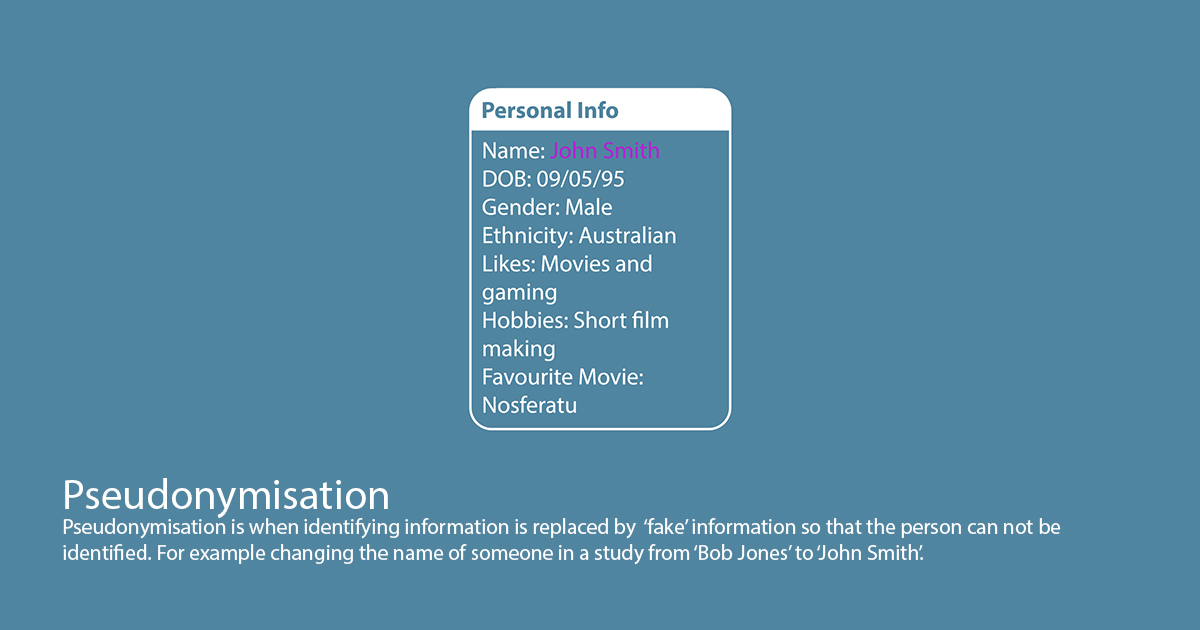 Personal Info
Name: John Smith
DOB: 09/05/95
Gender: Male
Ethnicity: Australian
Likes: Movies and
gaming
Hobbies: Short film
making
Favourite Movie:
Nosferatu
Pseudonymisation
Pseudonymisation is when identifying information is replaced by ‘fake’ information so that the person can not be
identified. For example changing the name of someone in a study from ‘Bob Jones’ to ‘John Smith’.